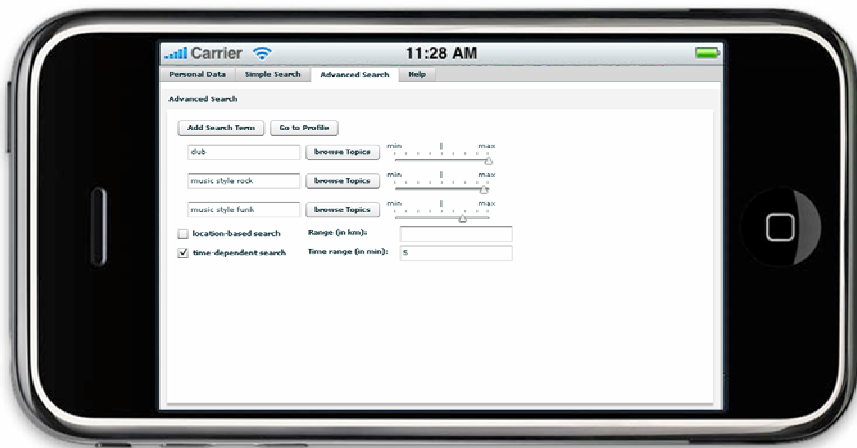 Carrier 11:28 AM
Personal Data Simple Search Advanced Search Help
Advanced Search
Add Search Term Go to Profile
min max
dub browse Topics
min max
music style rock browse Topics
min max
music style funk browse Topics
location-based search Range (in km):
time-dependent search Time range (in min): 5